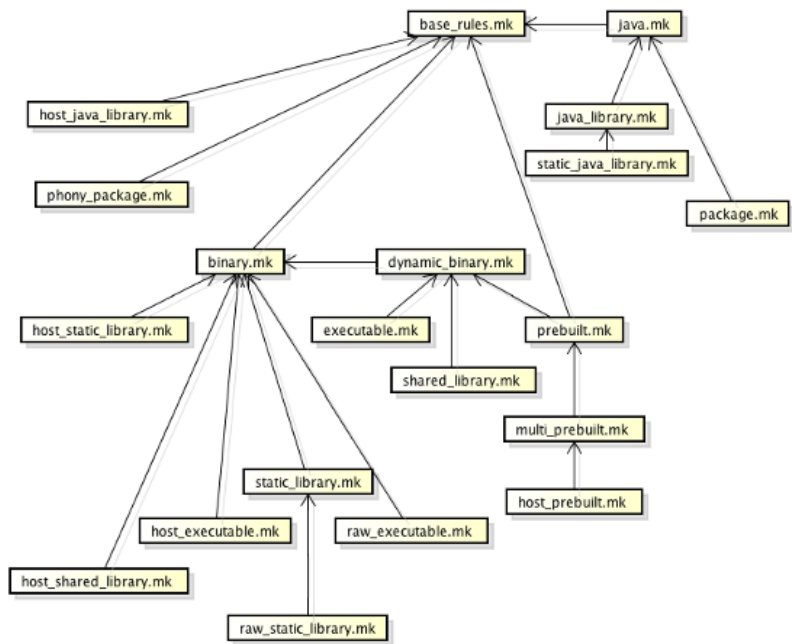 base_rules.mk
java.mk
host_java_library.mk
java_library.mk
static_java_library.mk
phony_package.mk
package.mk
binary.mk
dynamic_binary.mk
host_static_library.mk
executable.mk
prebuilt.mk
shared_library.mk
multi_prebuilt.mk
static_library.mk
host_prebuilt.mk
host_executable.mk
raw_executable.mk
host_shared_library.mk
raw_static_library.mk